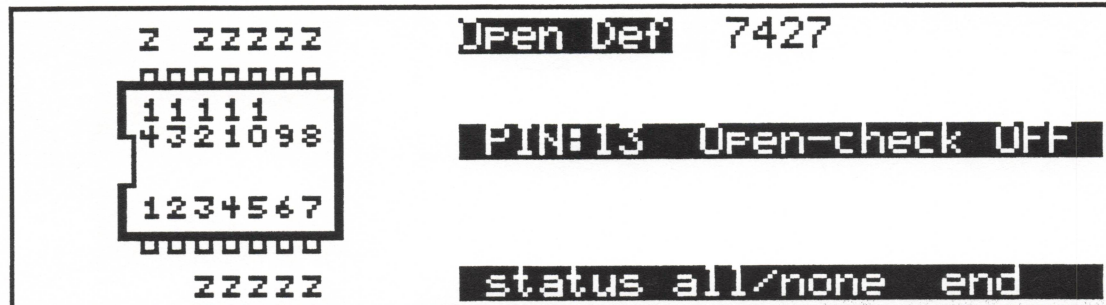 Z ZZZZZ
11111
4321098
1234567
ZZZZZ
Open Def 7427
PIN:13 Open-check OFF
status all/none end